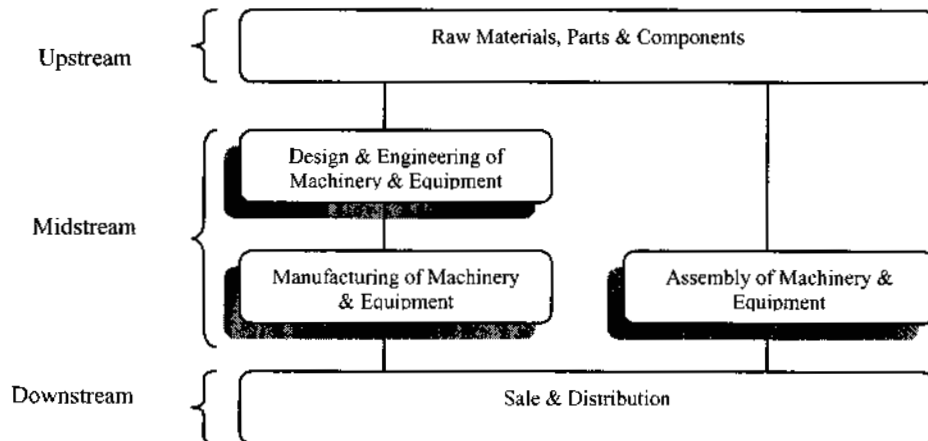 Upstream
Raw Materials, Parts & Components
Midstream
Design & Engineering of
Machinery & Equipment
Manufacturing of Machinery
& Equipment
Assembly of Machinery &
Equipment
Downstream
Sale & Distribution